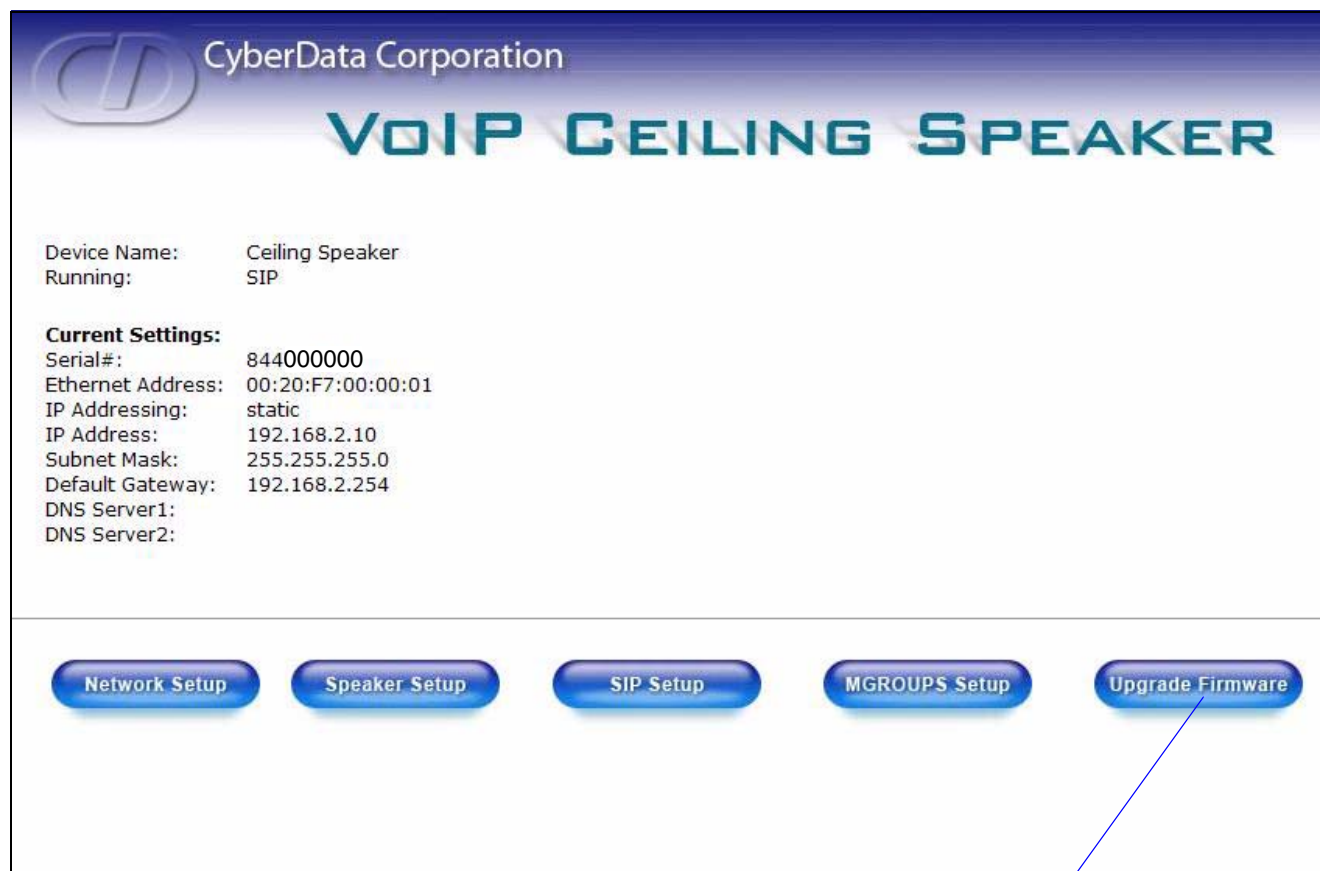 CyberData Corporation
VoIP Ceiling Speaker
Device Name: Ceiling Speaker
Running: SIP
Current Settings:
Serial#: 844000000
Ethernet Address: 00:20:F7:00:00:01
IP Addressing: static
IP Address: 192.168.2.10
Subnet Mask: 255.255.255.0
Default Gateway: 192.168.2.254
DNS Server1:
DNS Server2:
Network Setup Speaker Setup SIP Setup MGROUPS Setup Upgrade Firmware